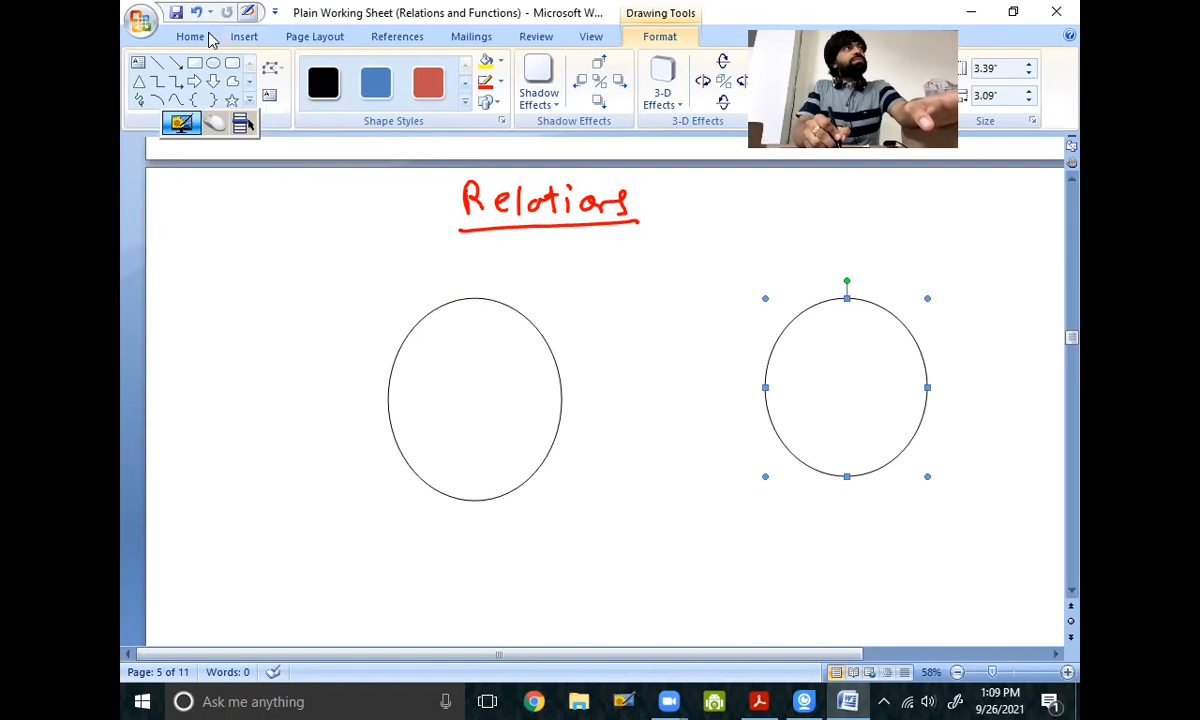 Plain Working Sheet (Relations and Functions) - Microsoft W...
Drawing Tools
Home
Insert
Page Layout
References
Mailings
Review
View
Format
Shadow Effects
3-D Effects
3.39"
3.09"
Shape Styles
Shadow Effects
3-D Effects
Size
Relations
Page: 5 of 11
Words: 0
58%
Ask me anything
1:09 PM
9/26/2021